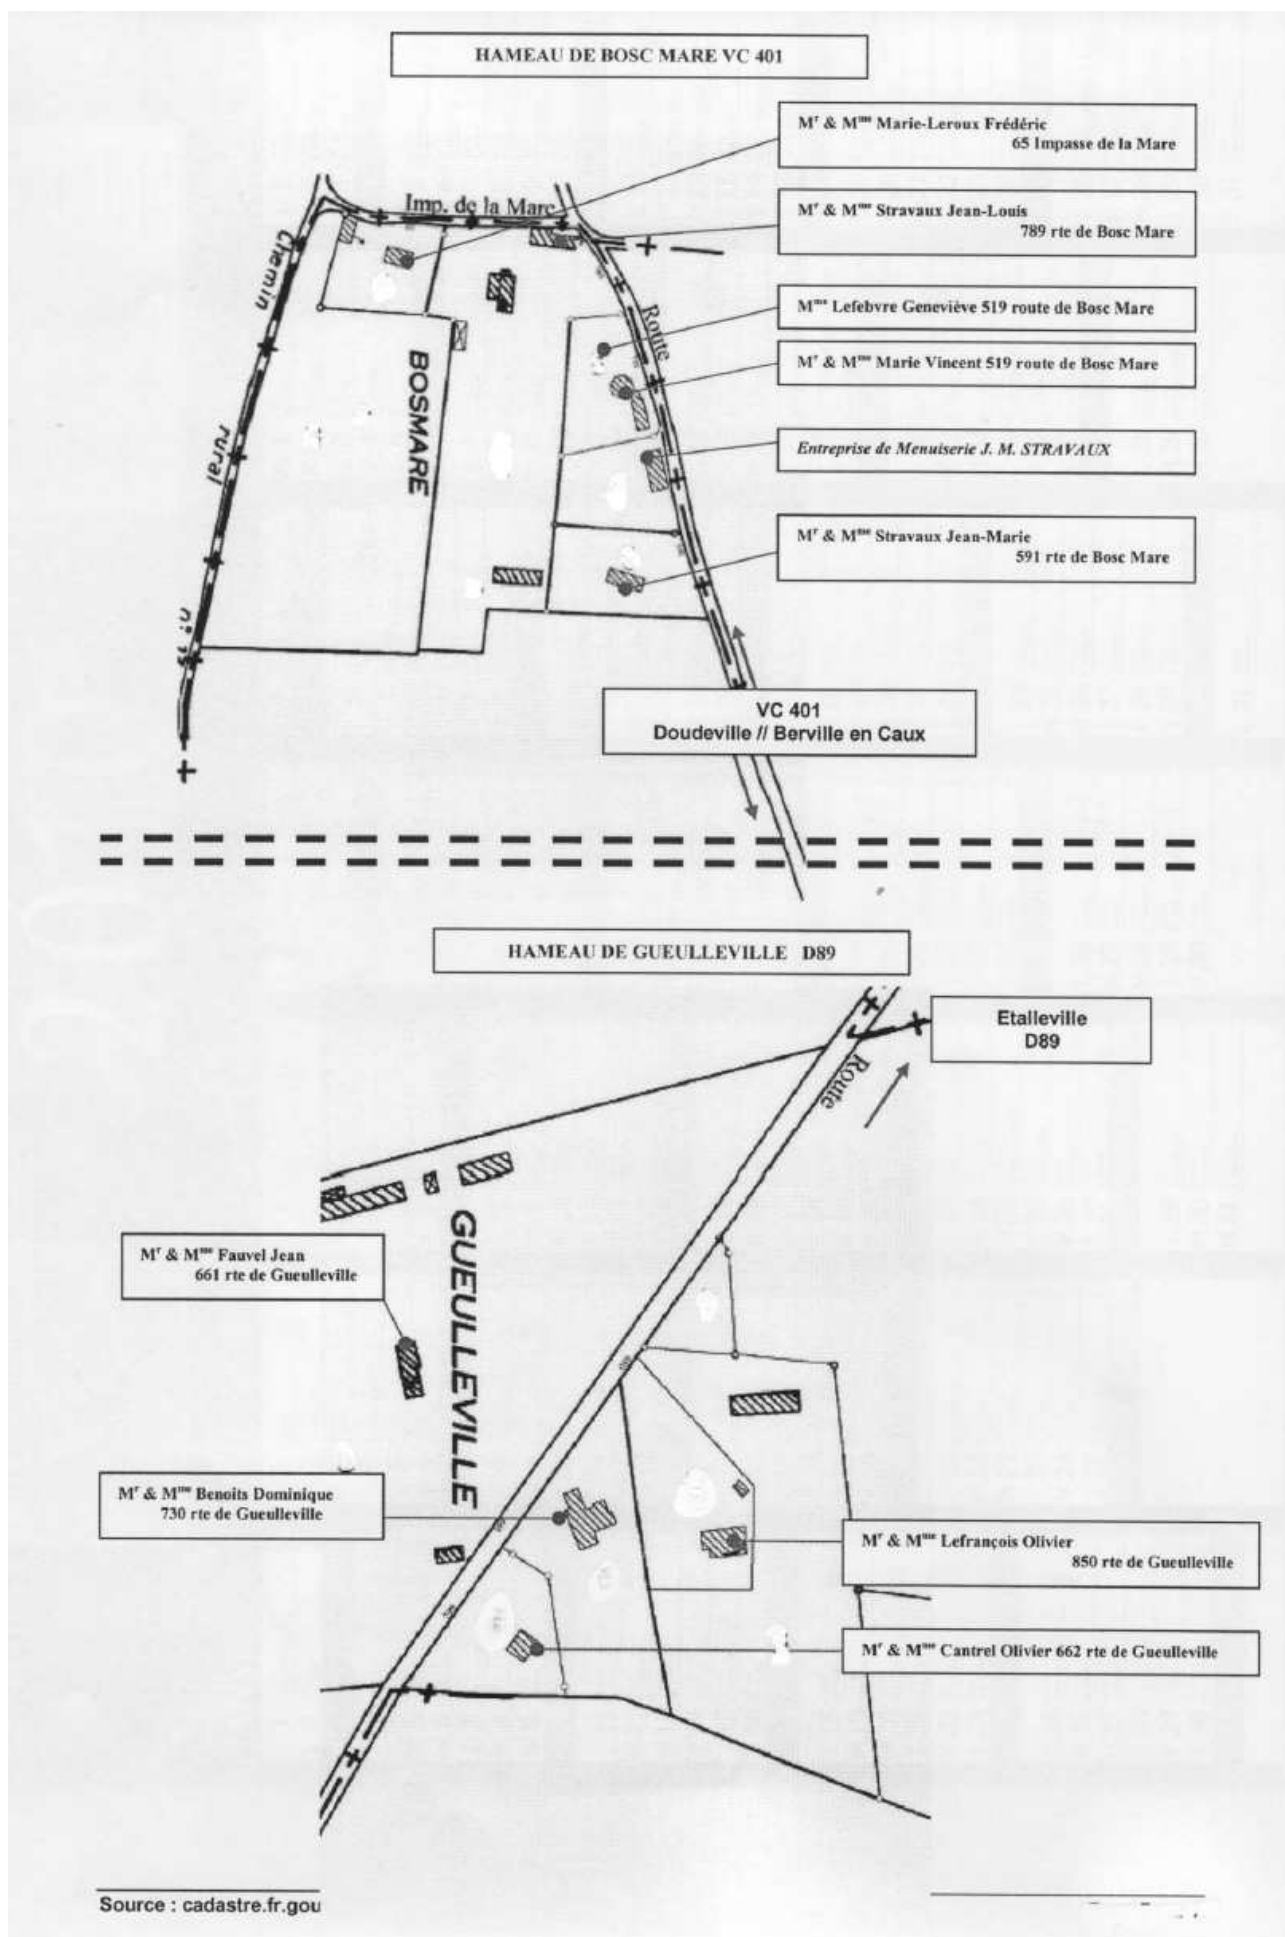 HAMEAU DE BOSC MARE VC 401
Mʳ & Mᵐᵉ Marie-Leroux Frédéric
65 Impasse de la Mare
Imp. de la Mare
Mʳ & Mᵐᵉ Stravaux Jean-Louis
789 rte de Bosc Mare
Chemin
rural
Route
Mᵐᵉ Lefebvre Geneviève 519 route de Bosc Mare
BOSMARE
Mʳ & Mᵐᵉ Marie Vincent 519 route de Bosc Mare
Entreprise de Menuiserie J. M. STRAVAUX
Mʳ & Mᵐᵉ Stravaux Jean-Marie
591 rte de Bosc Mare
VC 401
Doudeville // Berville en Caux
HAMEAU DE GUEULLEVILLE D89
Etalleville
D89
Route
Mʳ & Mᵐᵉ Fauvel Jean
661 rte de Gueulleville
GUEULLEVILLE
Mʳ & Mᵐᵉ Benoits Dominique
730 rte de Gueulleville
Mʳ & Mᵐᵉ Lefrançois Olivier
850 rte de Gueulleville
Mʳ & Mᵐᵉ Cantrel Olivier 662 rte de Gueulleville
Source : cadastre.fr.gou